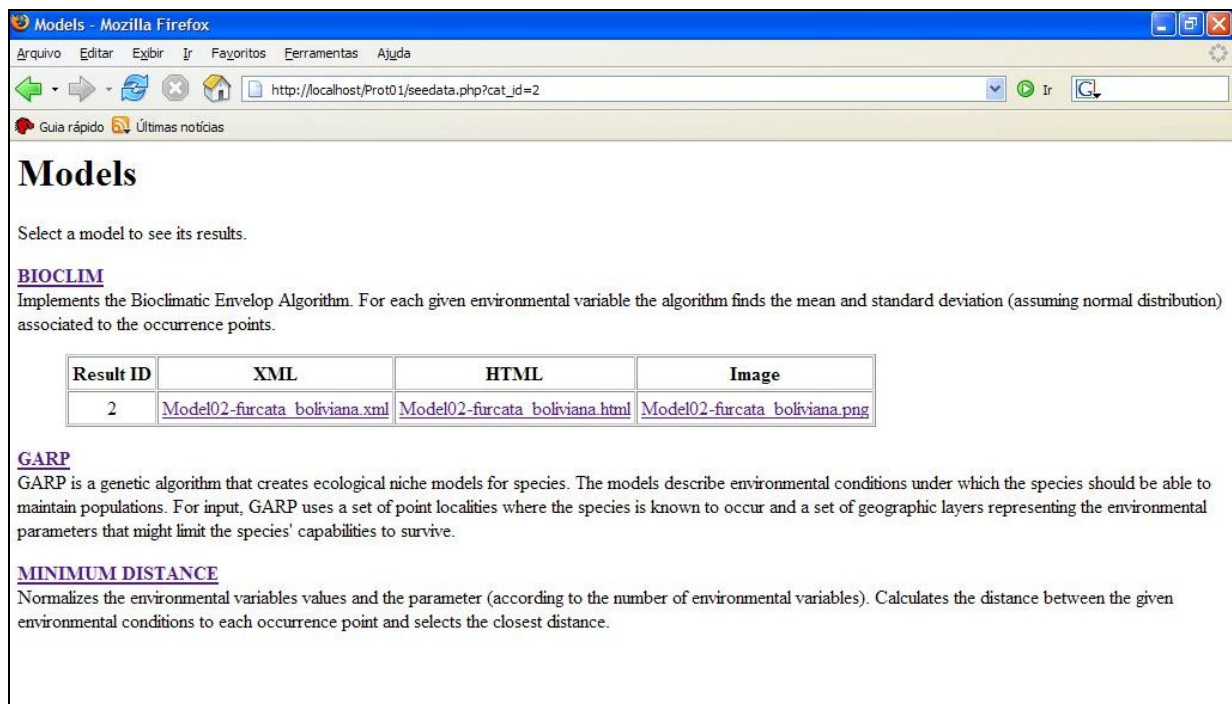 Models - Mozilla Firefox
Arquivo Editar Exibir Ir Favoritos Ferramentas Ajuda
http://localhost/Prot01/seedata.php?cat_id=2 Ir G
Guia rápido Últimas notícias
Models
Select a model to see its results.
BIOCLIM
Implements the Bioclimatic Envelop Algorithm. For each given environmental variable the algorithm finds the mean and standard deviation (assuming normal distribution)
associated to the occurrence points.
Result ID XML HTML Image
2 Model02-furcata_boliviana.xml Model02-furcata_boliviana.html Model02-furcata_boliviana.png
GARP
GARP is a genetic algorithm that creates ecological niche models for species. The models describe environmental conditions under which the species should be able to
maintain populations. For input, GARP uses a set of point localities where the species is known to occur and a set of geographic layers representing the environmental
parameters that might limit the species' capabilities to survive.
MINIMUM DISTANCE
Normalizes the environmental variables values and the parameter (according to the number of environmental variables). Calculates the distance between the given
environmental conditions to each occurrence point and selects the closest distance.